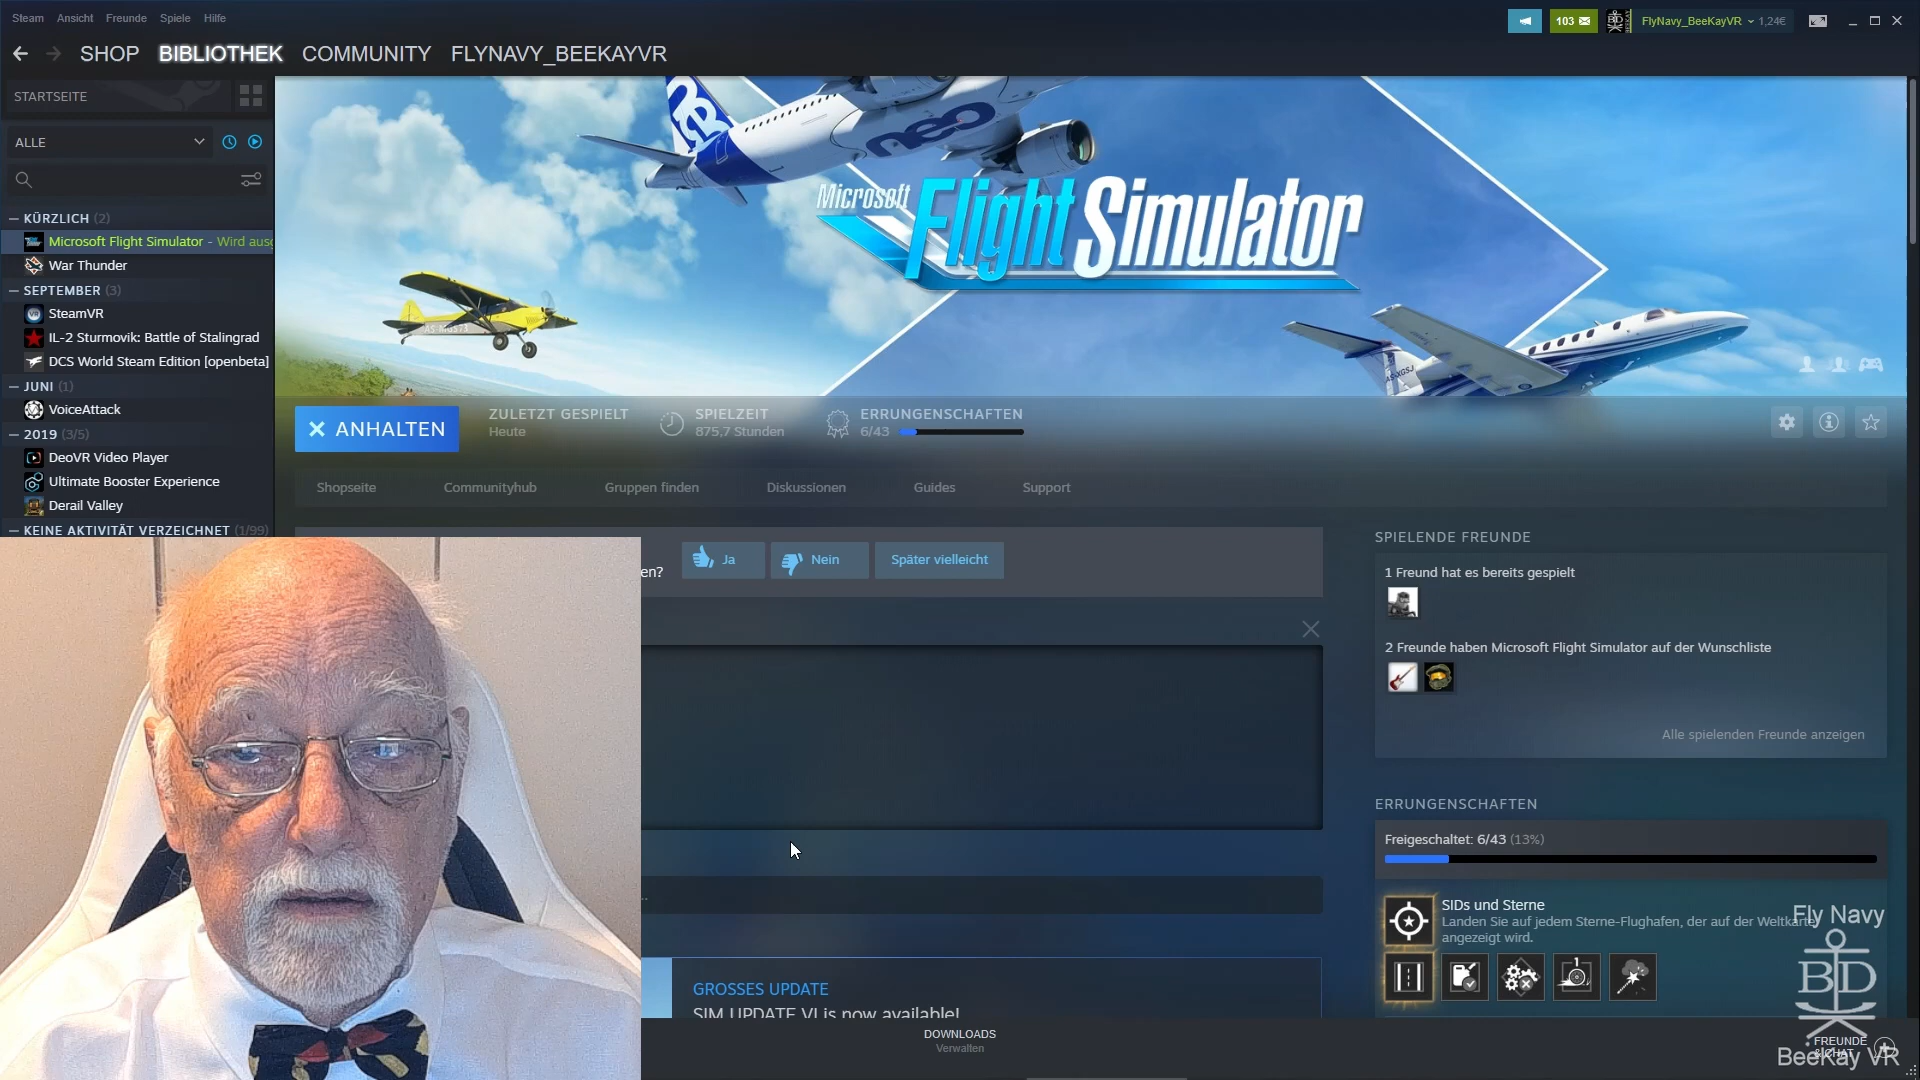 Steam Ansicht Freunde Spiele Hilfe
103
FlyNavy_BeeKayVR 1,24€
SHOP BIBLIOTHEK COMMUNITY FLYNAVY_BEEKAYVR
STARTSEITE
ALLE
KÜRZLICH (2)
Microsoft Flight Simulator - Wird
War Thunder
SEPTEMBER (3)
SteamVR
IL-2 Sturmovik: Battle of Stalingrad
DCS World Steam Edition [openbeta]
JUNI (1)
VoiceAttack
2019 (3/5)
DeoVR Video Player
Ultimate Booster Experience
Derail Valley
KEINE AKTIVITÄT VERZEICHNET (1/99)
neo
AS-MGS73
AS-XGSJ
Microsoft
Flight Simulator
ANHALTEN
ZULETZT GESPIELT
Heute
SPIELZEIT
875,7 Stunden
ERRUNGENSCHAFTEN
6/43
Shopseite Communityhub Gruppen finden Diskussionen Guides Support
en?
Ja
Nein
Später vielleicht
SPIELENDE FREUNDE
1 Freund hat es bereits gespielt
2 Freunde haben Microsoft Flight Simulator auf der Wunschliste
Alle spielenden Freunde anzeigen
ERRUNGENSCHAFTEN
Freigeschaltet: 6/43 (13%)
SIDs und Sterne
Landen Sie auf jedem Sterne-Flughafen, der auf der Weltkarte
angezeigt wird.
GROSSES UPDATE
SIM UPDATE VI is now available!
DOWNLOADS
Verwalten
Fly Navy
BD
FREUNDE
& CHAT
BeeKay VR